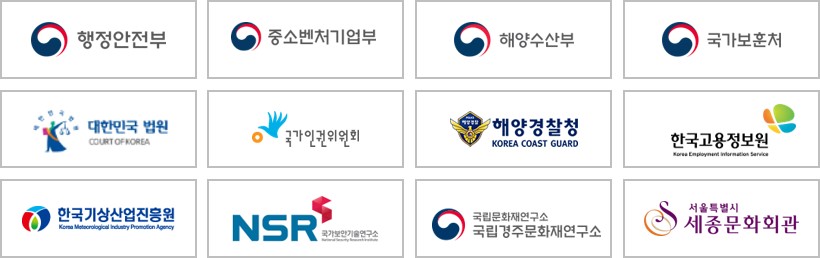 행정안전부
중소벤처기업부
해양수산부
국가보훈처
대한민국 법원
COURT OF KOREA
국가인권위원회
해양경찰청
KOREA COAST GUARD
한국고용정보원
Korea Employment Information Service
한국기상산업진흥원
Korea Meteorological Industry Promotion Agency
NSR
국가보안기술연구소
National Security Research Institute
국립문화재연구소
국립경주문화재연구소
서울특별시
세종문화회관